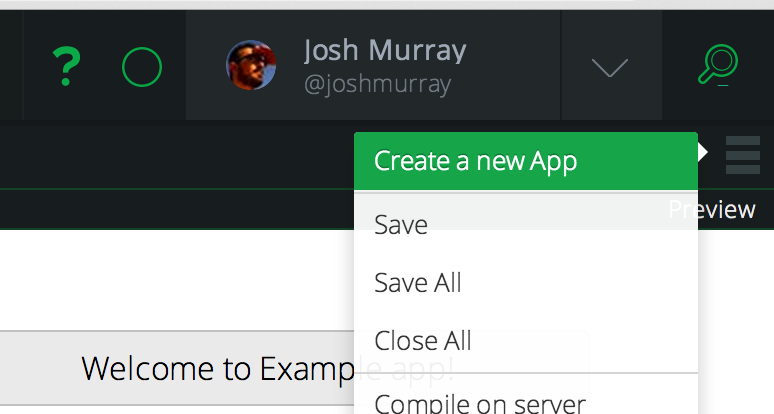 ?
Josh Murray
@joshmurray
Create a new App
Preview
Save
Save All
Close All
Welcome to Example app!
Compile on server